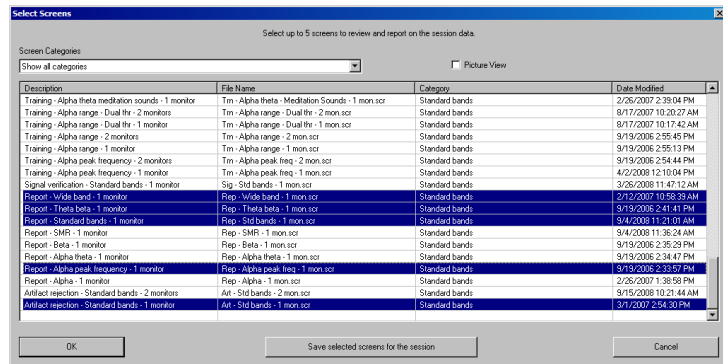 Select Screens
Select up to 5 screens to review and report on the session data.
Screen Categories
Show all categories
Picture View
Description File Name Category Date Modified
Training - Alpha theta meditation sounds - 1 monitor Trn - Alpha theta - Meditation Sounds - 1 mon.scr Standard bands 2/26/2007 2:39:04 PM
Training - Alpha range - Dual thr - 2 monitors Trn - Alpha range - Dual thr - 2 mon.scr Standard bands 8/17/2007 10:20:27 AM
Training - Alpha range - Dual thr - 1 monitor Trn - Alpha range - Dual thr - 1 mon.scr Standard bands 8/17/2007 10:17:42 AM
Training - Alpha range - 2 monitors Trn - Alpha range - 2 mon.scr Standard bands 9/19/2006 2:55:45 PM
Training - Alpha range - 1 monitor Trn - Alpha range - 1 mon.scr Standard bands 9/19/2006 2:55:13 PM
Training - Alpha peak frequency - 2 monitors Trn - Alpha peak freq - 2 mon.scr Standard bands 9/19/2006 2:54:44 PM
Training - Alpha peak frequency - 1 monitor Trn - Alpha peak freq - 1 mon.scr Standard bands 4/2/2008 12:10:04 PM
Signal verification - Standard bands - 1 monitor Sig - Std bands - 1 mon.scr Standard bands 3/26/2008 11:47:12 AM
Report - Wide band - 1 monitor Rep - Wide band - 1 mon.scr Standard bands 2/12/2007 10:58:39 AM
Report - Theta beta - 1 monitor Rep - Theta beta - 1 mon.scr Standard bands 9/19/2006 2:41:41 PM
Report - Standard bands - 1 monitor Rep - Std bands - 1 mon.scr Standard bands 9/4/2008 11:21:01 AM
Report - SMR - 1 monitor Rep - SMR - 1 mon.scr Standard bands 9/4/2008 11:36:24 AM
Report - Beta - 1 monitor Rep - Beta - 1 mon.scr Standard bands 9/19/2006 2:35:29 PM
Report - Alpha theta - 1 monitor Rep - Alpha theta - 1 mon.scr Standard bands 9/19/2006 2:34:47 PM
Report - Alpha peak frequency - 1 monitor Rep - Alpha peak freq - 1 mon.scr Standard bands 9/19/2006 2:33:57 PM
Report - Alpha - 1 monitor Rep - Alpha - 1 mon.scr Standard bands 2/26/2007 1:38:58 PM
Artifact rejection - Standard bands - 2 monitors Art - Std bands - 2 mon.scr Standard bands 9/15/2008 10:21:44 AM
Artifact rejection - Standard bands - 1 monitor Art - Std bands - 1 mon.scr Standard bands 3/1/2007 2:54:30 PM
OK Save selected screens for the session Cancel